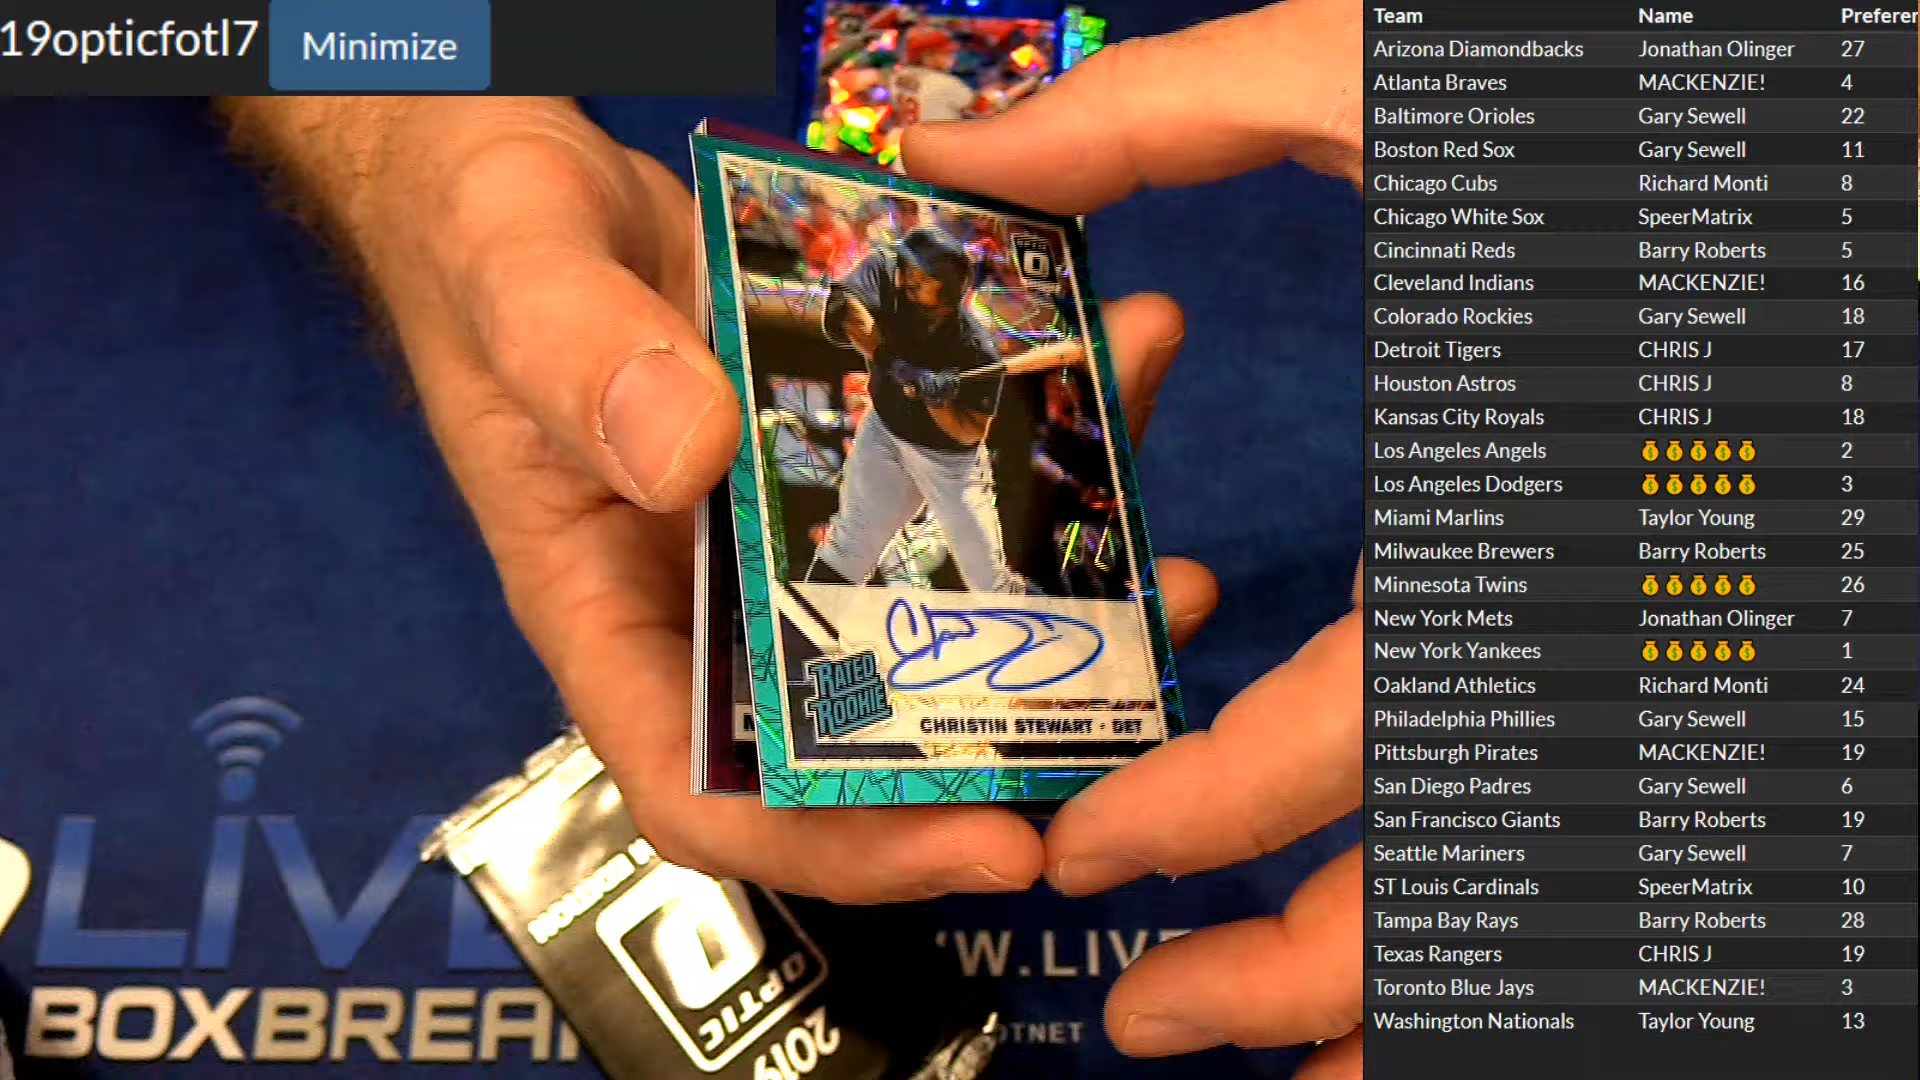 19opticfotl7
Minimize
Team Name Preferen
Arizona Diamondbacks Jonathan Olinger 27
Atlanta Braves MACKENZIE! 4
Baltimore Orioles Gary Sewell 22
Boston Red Sox Gary Sewell 11
Chicago Cubs Richard Monti 8
Chicago White Sox SpeerMatrix 5
Cincinnati Reds Barry Roberts 5
Cleveland Indians MACKENZIE! 16
Colorado Rockies Gary Sewell 18
Detroit Tigers CHRIS J 17
Houston Astros CHRIS J 8
Kansas City Royals CHRIS J 18
Los Angeles Angels 💰💰💰💰💰 2
Los Angeles Dodgers 💰💰💰💰💰 3
Miami Marlins Taylor Young 29
Milwaukee Brewers Barry Roberts 25
Minnesota Twins 💰💰💰💰💰 26
New York Mets Jonathan Olinger 7
New York Yankees 💰💰💰💰💰 1
Oakland Athletics Richard Monti 24
Philadelphia Phillies Gary Sewell 15
Pittsburgh Pirates MACKENZIE! 19
San Diego Padres Gary Sewell 6
San Francisco Giants Barry Roberts 19
Seattle Mariners Gary Sewell 7
ST Louis Cardinals SpeerMatrix 10
Tampa Bay Rays Barry Roberts 28
Texas Rangers CHRIS J 19
Toronto Blue Jays MACKENZIE! 3
Washington Nationals Taylor Young 13
RATED
ROOKIE
CHRISTIN STEWART - DET
LIVE
BOXBREA
W.LIV
OTNET
OPTIC
2019